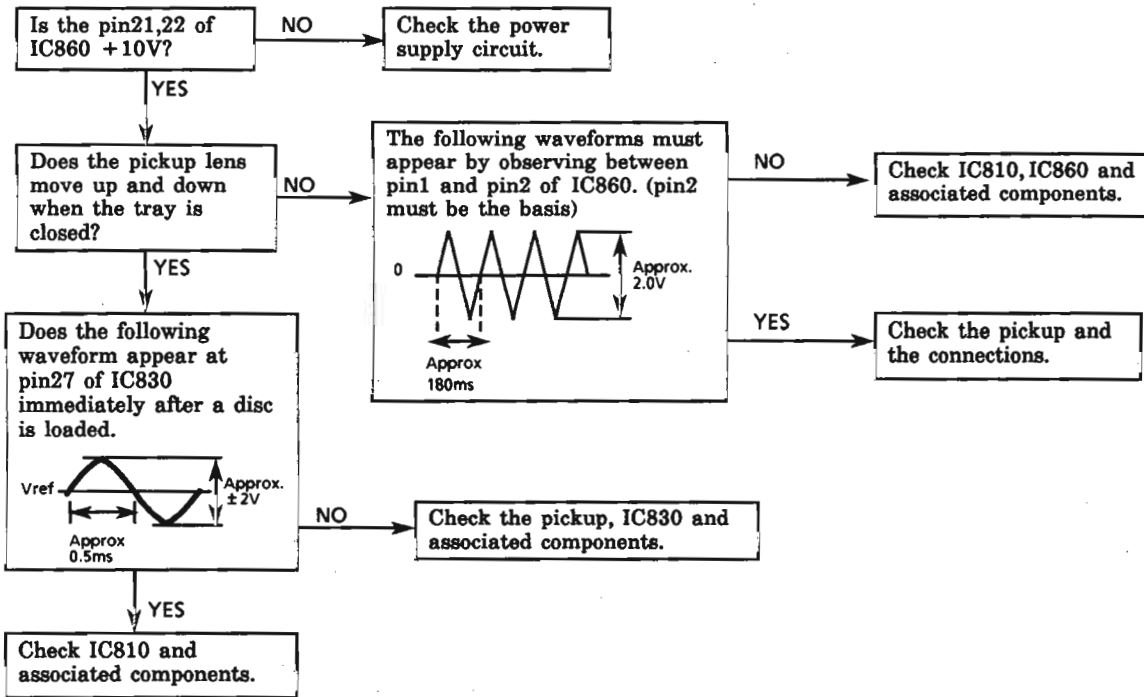 Is the pin21,22 of
IC860 +10V?
NO
Check the power
supply circuit.
YES
Does the pickup lens
move up and down
when the tray is
closed?
NO
The following waveforms must
appear by observing between
pin1 and pin2 of IC860. (pin2
must be the basis)
0
Approx.
2.0V
Approx
180ms
NO
Check IC810, IC860 and
associated components.
YES
Check the pickup and
the connections.
YES
Does the following
waveform appear at
pin27 of IC830
immediately after a disc
is loaded.
Vref
Approx.
±2V
Approx
0.5ms
NO
Check the pickup, IC830 and
associated components.
YES
Check IC810 and
associated components.